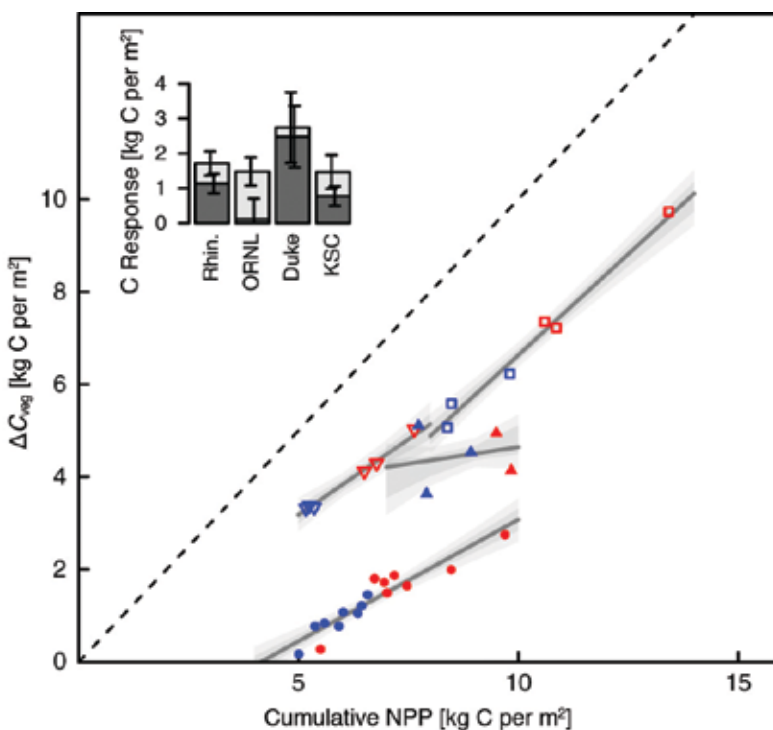 C Response [kg C per m²]
4
3
2
1
0
Rhin.
ORNL
Duke
KSC
ΔCveg [kg C per m²]
10
8
6
4
2
0
5
10
15
Cumulative NPP [kg C per m²]